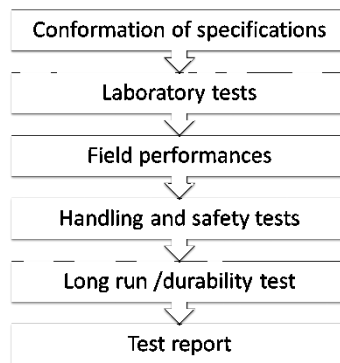 Conformation of specifications
Laboratory tests
Field performances
Handling and safety tests
Long run /durability test
Test report